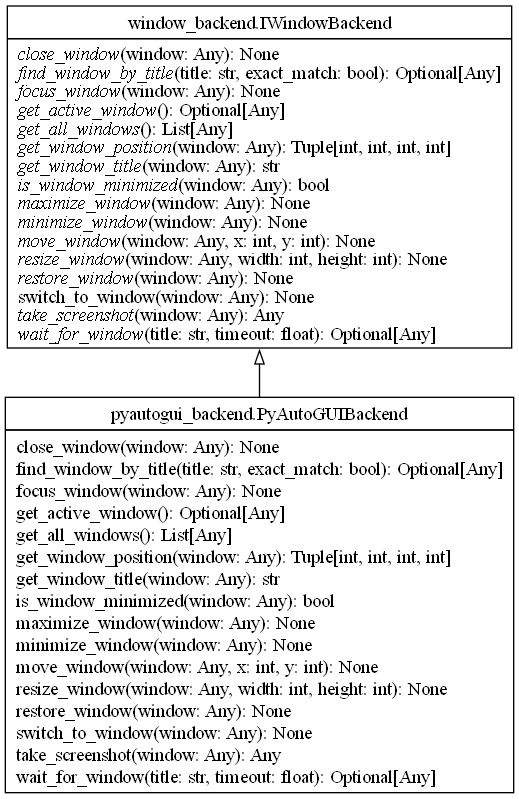 window_backend.IWindowBackend
close_window(window: Any): None
find_window_by_title(title: str, exact_match: bool): Optional[Any]
focus_window(window: Any): None
get_active_window(): Optional[Any]
get_all_windows(): List[Any]
get_window_position(window: Any): Tuple[int, int, int, int]
get_window_title(window: Any): str
is_window_minimized(window: Any): bool
maximize_window(window: Any): None
minimize_window(window: Any): None
move_window(window: Any, x: int, y: int): None
resize_window(window: Any, width: int, height: int): None
restore_window(window: Any): None
switch_to_window(window: Any): None
take_screenshot(window: Any): Any
wait_for_window(title: str, timeout: float): Optional[Any]
pyautogui_backend.PyAutoGUIBackend
close_window(window: Any): None
find_window_by_title(title: str, exact_match: bool): Optional[Any]
focus_window(window: Any): None
get_active_window(): Optional[Any]
get_all_windows(): List[Any]
get_window_position(window: Any): Tuple[int, int, int, int]
get_window_title(window: Any): str
is_window_minimized(window: Any): bool
maximize_window(window: Any): None
minimize_window(window: Any): None
move_window(window: Any, x: int, y: int): None
resize_window(window: Any, width: int, height: int): None
restore_window(window: Any): None
switch_to_window(window: Any): None
take_screenshot(window: Any): Any
wait_for_window(title: str, timeout: float): Optional[Any]